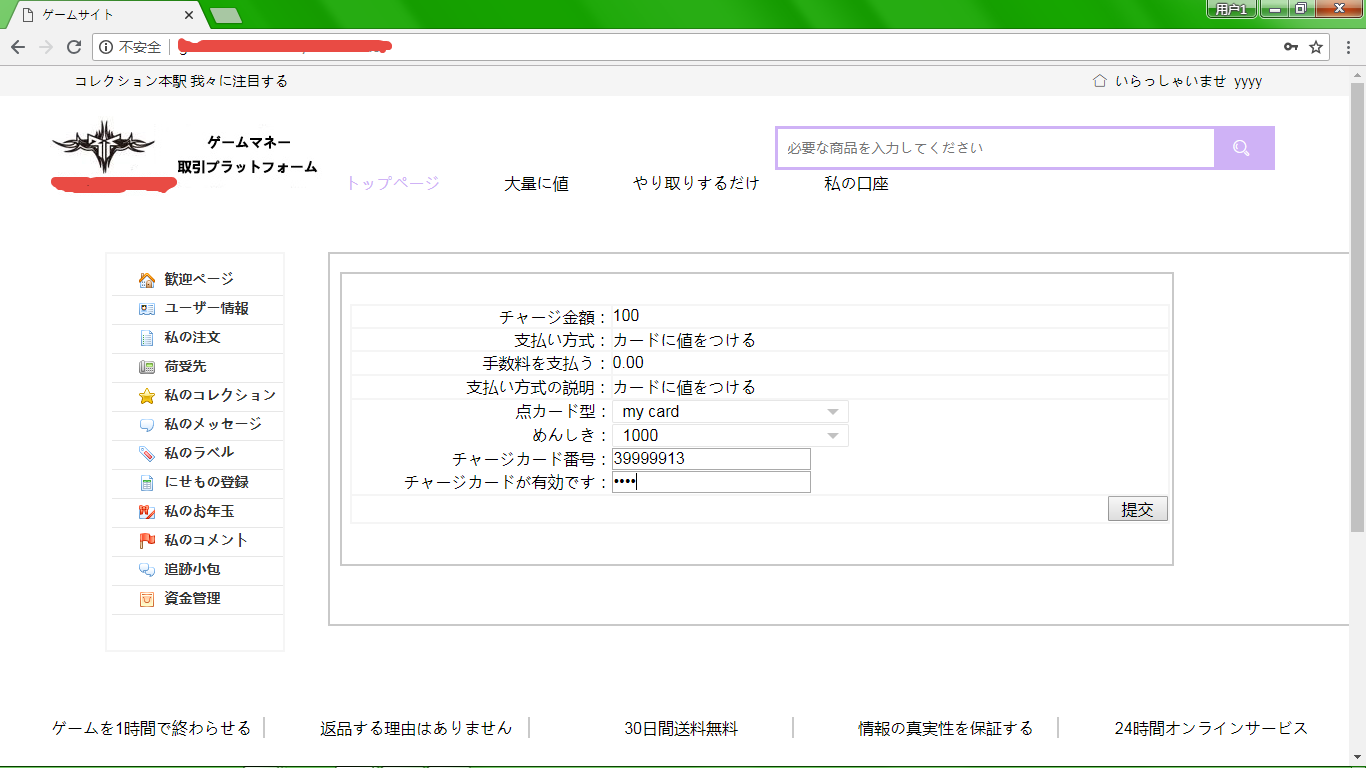 ゲームサイト
用户1
不安全
コレクション本駅 我々に注目する
いらっしゃいませ yyyy
ゲームマネー
取引プラットフォーム
必要な商品を入力してください
トップページ 大量に値 やり取りするだけ 私の口座
歓迎ページ
ユーザー情報
私の注文
荷受先
私のコレクション
私のメッセージ
私のラベル
にせもの登録
私のお年玉
私のコメント
追跡小包
資金管理
チャージ金額：100
支払い方式：カードに値をつける
手数料を支払う：0.00
支払い方式の説明：カードに値をつける
点カード型：my card
めんしき：1000
チャージカード番号：39999913
チャージカードが有効です：••••
提交
ゲームを1時間で終わらせる 返品する理由はありません 30日間送料無料 情報の真実性を保証する 24時間オンラインサービス